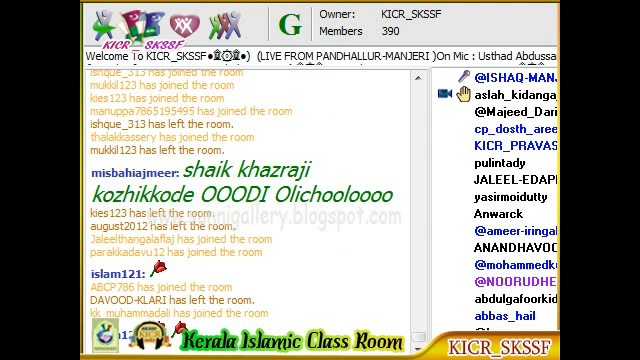 Owner: KICR_SKSSF
Members 390
G
KICR_SKSSF
Welcome To KICR_SKSSF (LIVE FROM PANDHALLUR-MANJERI )On Mic : Usthad Abdussa
ishque_313 has joined the room
mukkil123 has joined the room
kies123 has joined the room
manuppa7865195495 has joined the room
ishque_313 has left the room.
thalakkassery has joined the room
mukkil123 has left the room.
misbahiajmeer: shaik khazraji
kozhikkode OOODI Olichooloooo
kies123 has left the room.
august2012 has left the room.
Jaleelthangalaflaj has joined the room
parakkadavu12 has joined the room
islam121:
ABCP786 has joined the room
DAVOOD-KLARI has left the room.
kk_muhammadali has joined the room
Kerala Islamic Class Room
@ISHAQ-MANJ
aslah_kidanga
@Majeed_Dari
cp_dosth_aree
KICR_PRAVAS
pulintady
JALEEL-EDAP
yasirmoidutty
Anwarck
@ameer-iringal
ANANDHAVOO
@mohammedku
@NOORUDHE
abdulgafoorkid
abbas_hail
KICR_SKSSF